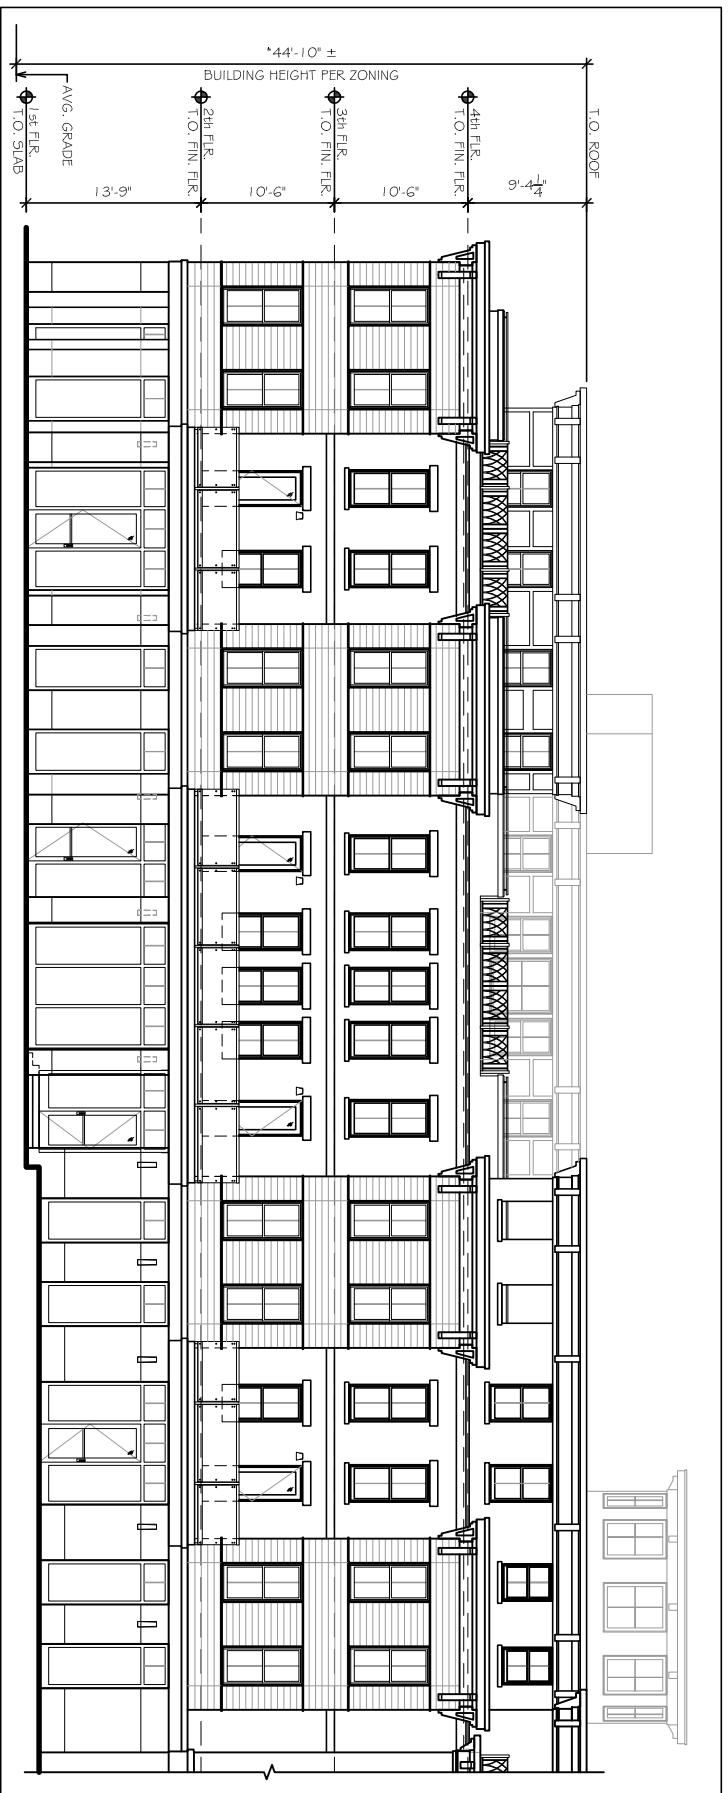 *44'-10" ±
BUILDING HEIGHT PER ZONING
AVG. GRADE
1st FLR.
T.O. SLAB
2th FLR.
T.O. FIN. FLR.
3th FLR.
T.O. FIN. FLR.
4th FLR.
T.O. FIN. FLR.
T.O. ROOF
13'-9"
10'-6"
10'-6"
9'-4 1/4"